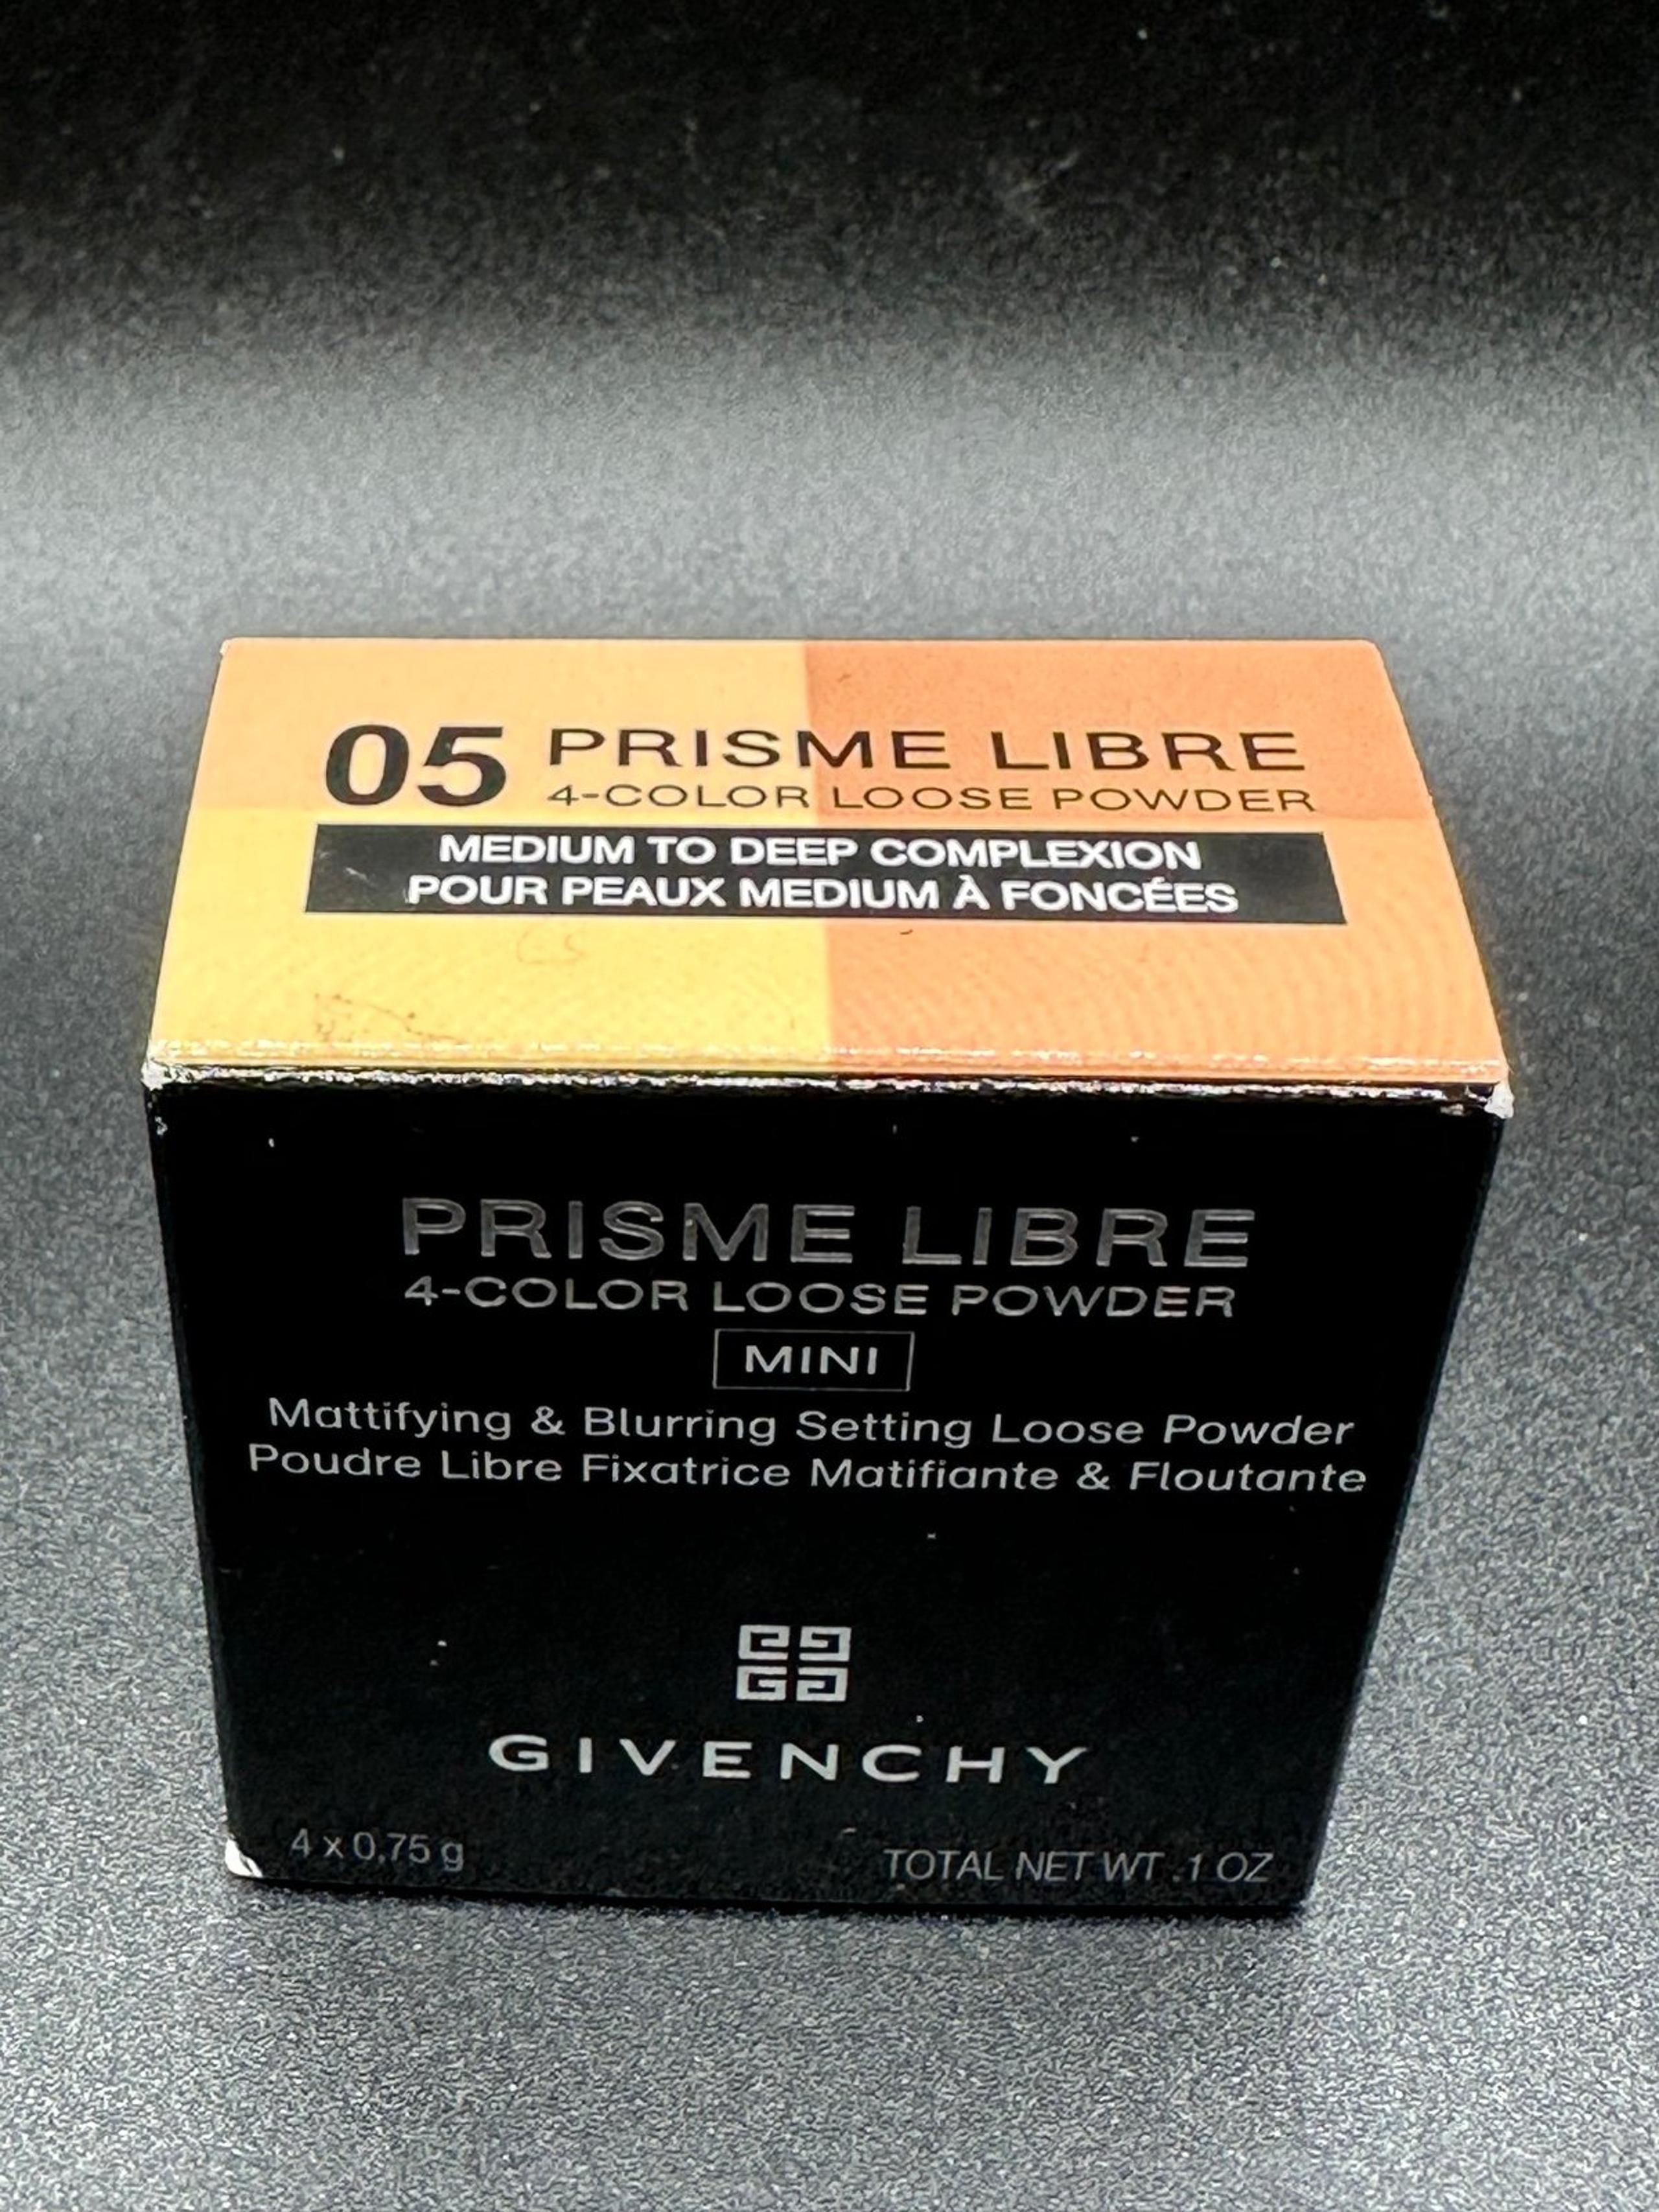 05 PRISME LIBRE
4-COLOR LOOSE POWDER
MEDIUM TO DEEP COMPLEXION
POUR PEAUX MEDIUM À FONCÉES
PRISME LIBRE
4-COLOR LOOSE POWDER
MINI
Mattifying & Blurring Setting Loose Powder
Poudre Libre Fixatrice Matifiante & Floutante
GIVENCHY
4 x 0,75 g
TOTAL NET WT .1 OZ